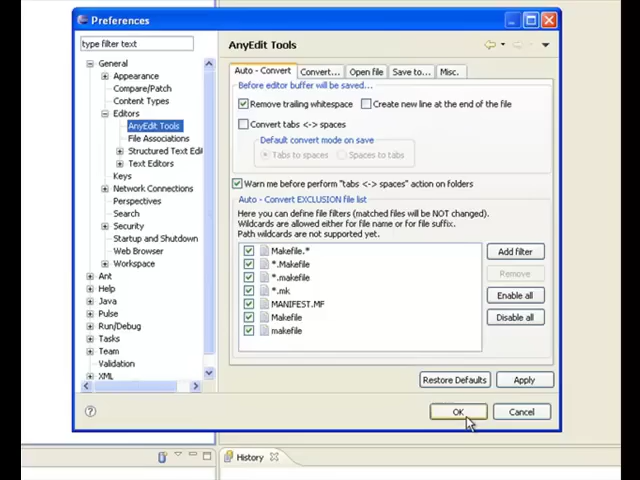 Preferences
type filter text
AnyEdit Tools
General
Appearance
Compare/Patch
Content Types
Editors
AnyEdit Tools
File Associations
Structured Text Edi
Text Editors
Keys
Network Connections
Perspectives
Search
Security
Startup and Shutdown
Web Browser
Workspace
Ant
Help
Java
Pulse
Run/Debug
Tasks
Team
Validation
XML
Auto - Convert
Convert...
Open file
Save to...
Misc.
Before editor buffer will be saved...
Remove trailing whitespace
Create new line at the end of the file
Convert tabs <-> spaces
Default convert mode on save
Tabs to spaces
Spaces to tabs
Warn me before perform "tabs <-> spaces" action on folders
Auto - Convert EXCLUSION file list
Here you can define file filters (matched files will be NOT changed).
Wildcards are allowed either for file name or for file suffix.
Path wildcards are not supported yet.
Makefile.*
*.Makefile
*.makefile
*.mk
MANIFEST.MF
Makefile
makefile
Add filter
Remove
Enable all
Disable all
Restore Defaults
Apply
?
OK
Cancel
History